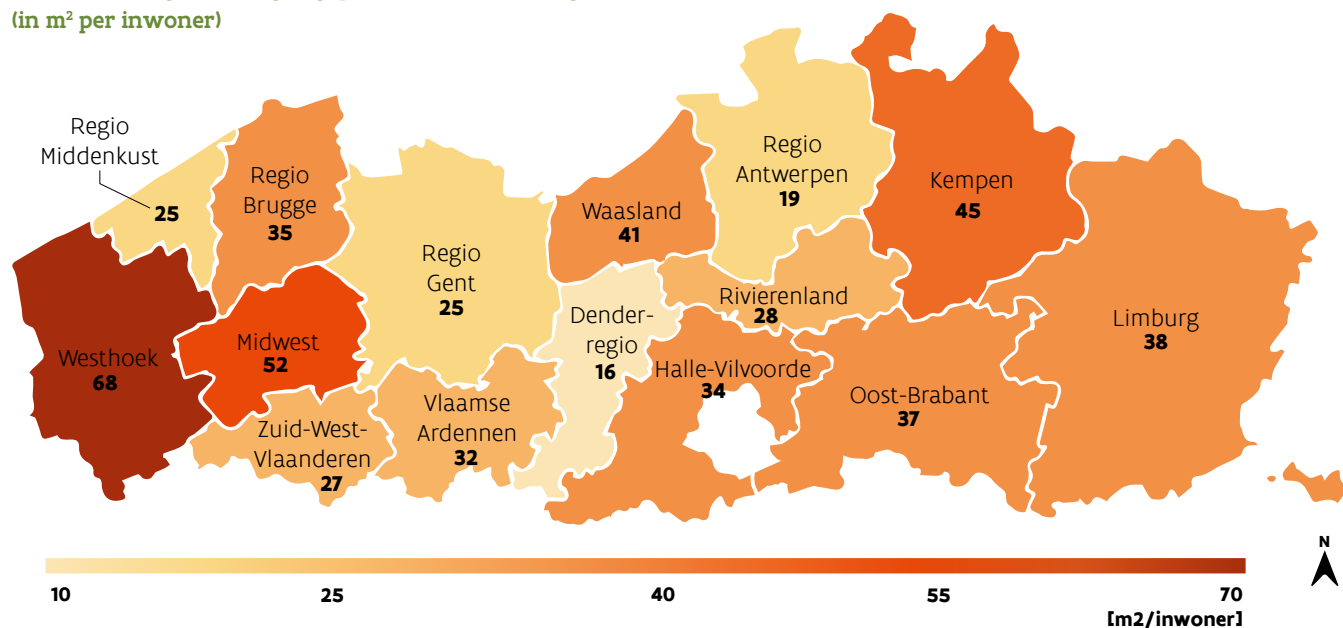 (in m² per inwoner)
Regio
Middenkust
25
Regio
Brugge
35
Regio
Gent
25
Waasland
41
Regio
Antwerpen
19
Kempen
45
Westhoek
68
Midwest
52
Zuid-West-
Vlaanderen
27
Vlaamse
Ardennen
32
Dender-
regio
16
Rivierenland
28
Halle-Vilvoorde
34
Oost-Brabant
37
Limburg
38
10 25 40 55 70
[m2/inwoner]
N